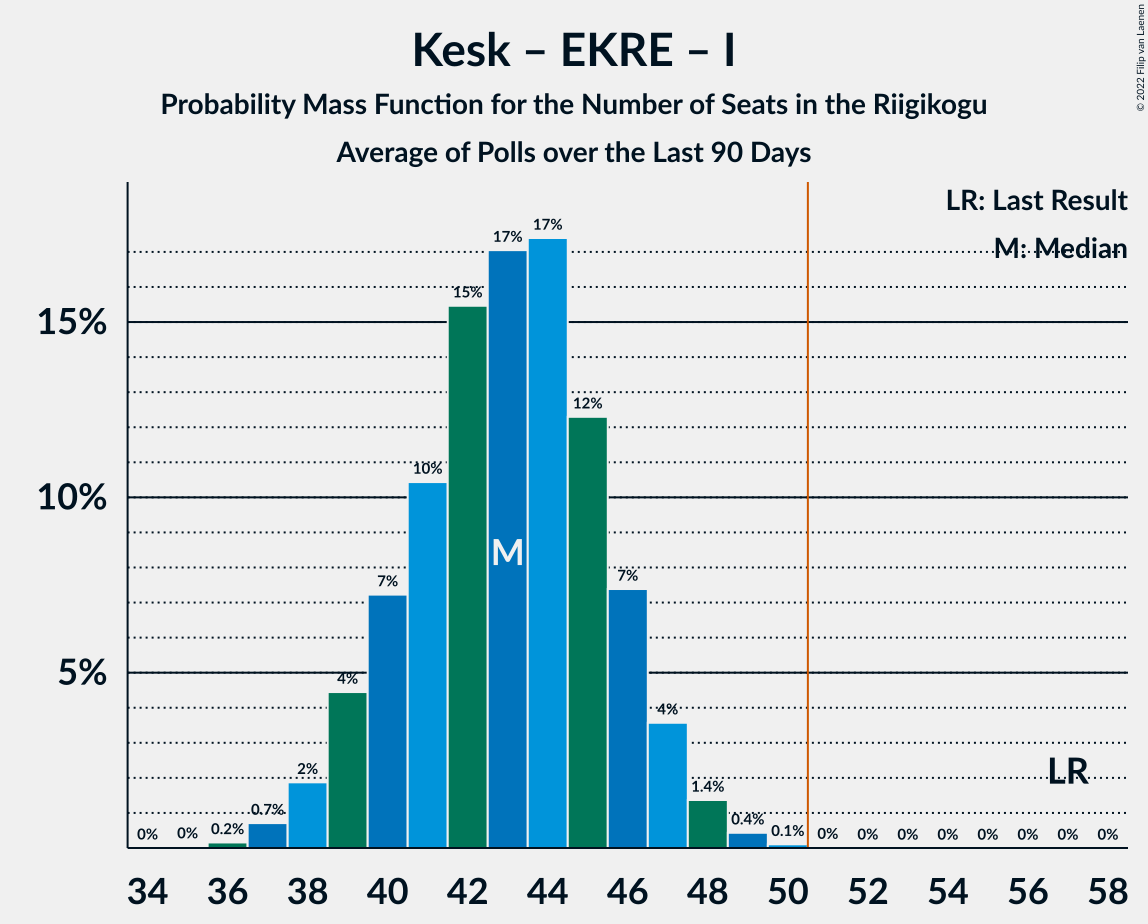 Kesk – EKRE – I
Probability Mass Function for the Number of Seats in the Riigikogu
Average of Polls over the Last 90 Days
© 2022 Filip van Laenen
LR: Last Result
M: Median
15%
10%
5%
0% 0% 0.2% 0.7% 2% 4% 7% 10% 15% 17% 17% 12% 7% 4% 1.4% 0.4% 0.1% 0% 0% 0% 0% 0% 0% 0% 0%
M
LR
34 36 38 40 42 44 46 48 50 52 54 56 58